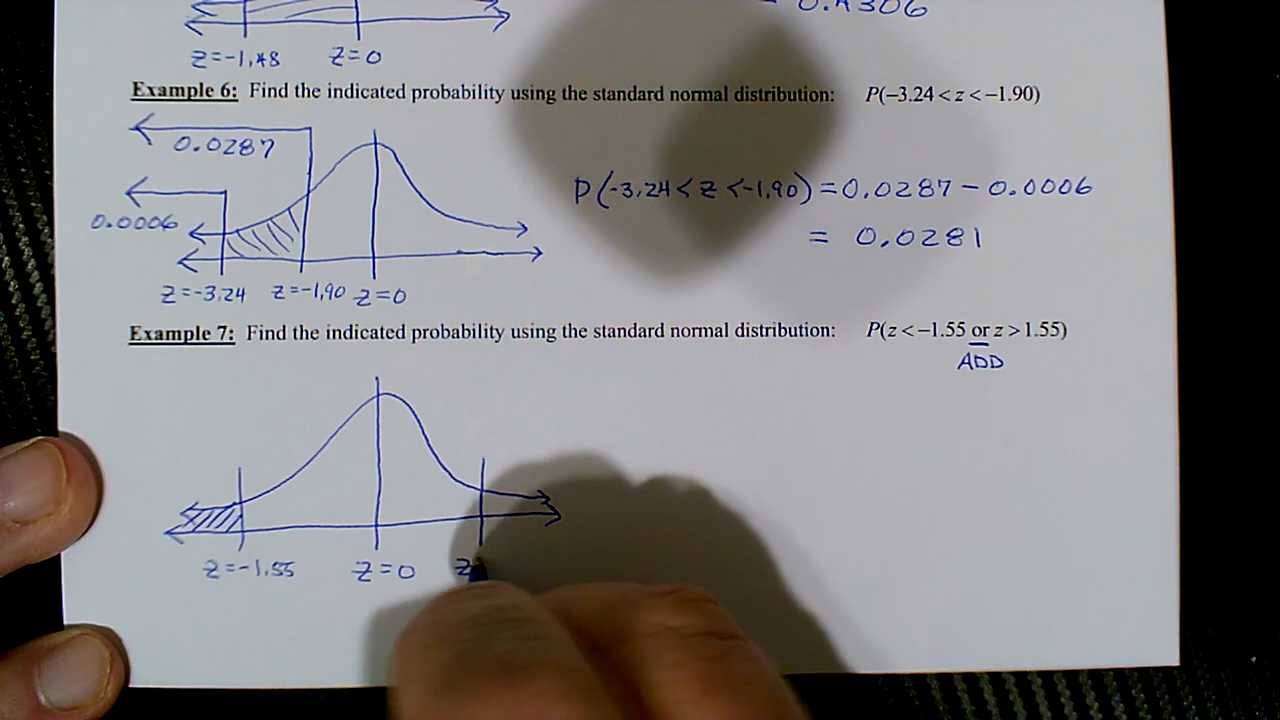 0.4306
z=-1.48 z=0
Example 6: Find the indicated probability using the standard normal distribution: P(−3.24 < z < −1.90)
0.0287
0.0006
P(-3.24 < z < -1.90) = 0.0287 - 0.0006
= 0.0281
z=-3.24 z=-1.90 z=0
Example 7: Find the indicated probability using the standard normal distribution: P(z < −1.55 or z > 1.55)
ADD
z=-1.55 z=0 z